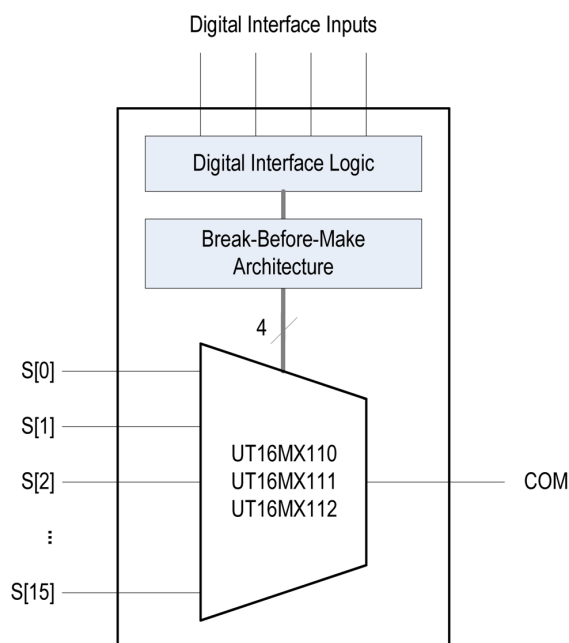 Digital Interface Inputs
Digital Interface Logic
Break-Before-Make
Architecture
4
S[0]
S[1]
UT16MX110
S[2]
UT16MX111
COM
UT16MX112
...
S[15]